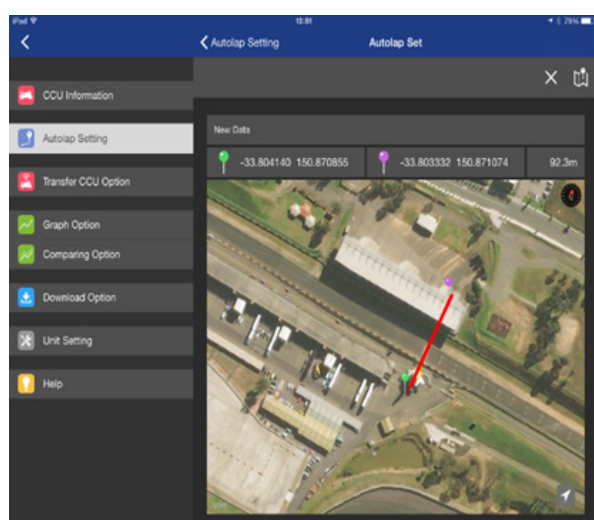 iPad 13:51 79%
Autolap Setting Autolap Set
CCU Information
Autolap Setting
Transfer CCU Option
Graph Option
Comparing Option
Download Option
Unit Setting
Help
New Data
-33.804140 150.870855 -33.803332 150.871074 92.3m